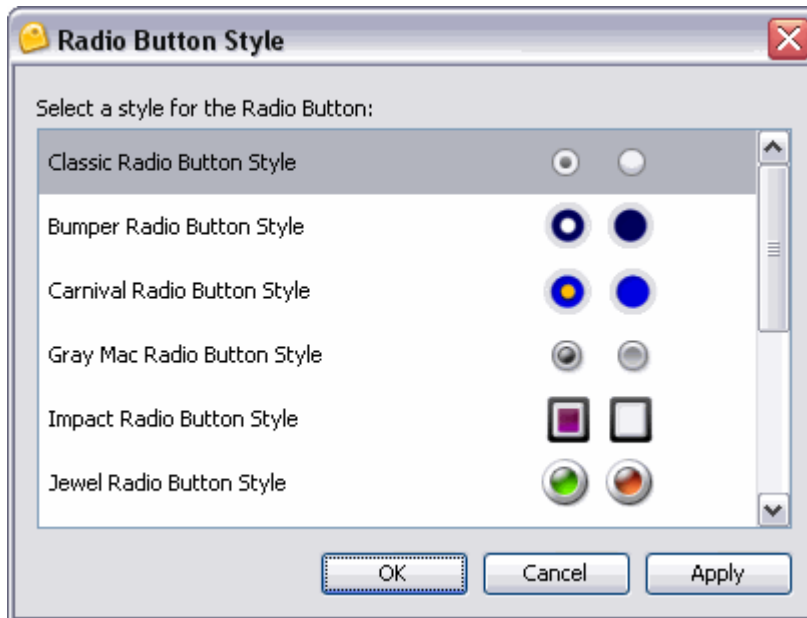 Radio Button Style
Select a style for the Radio Button:
Classic Radio Button Style
Bumper Radio Button Style
Carnival Radio Button Style
Gray Mac Radio Button Style
Impact Radio Button Style
Jewel Radio Button Style
OK Cancel Apply